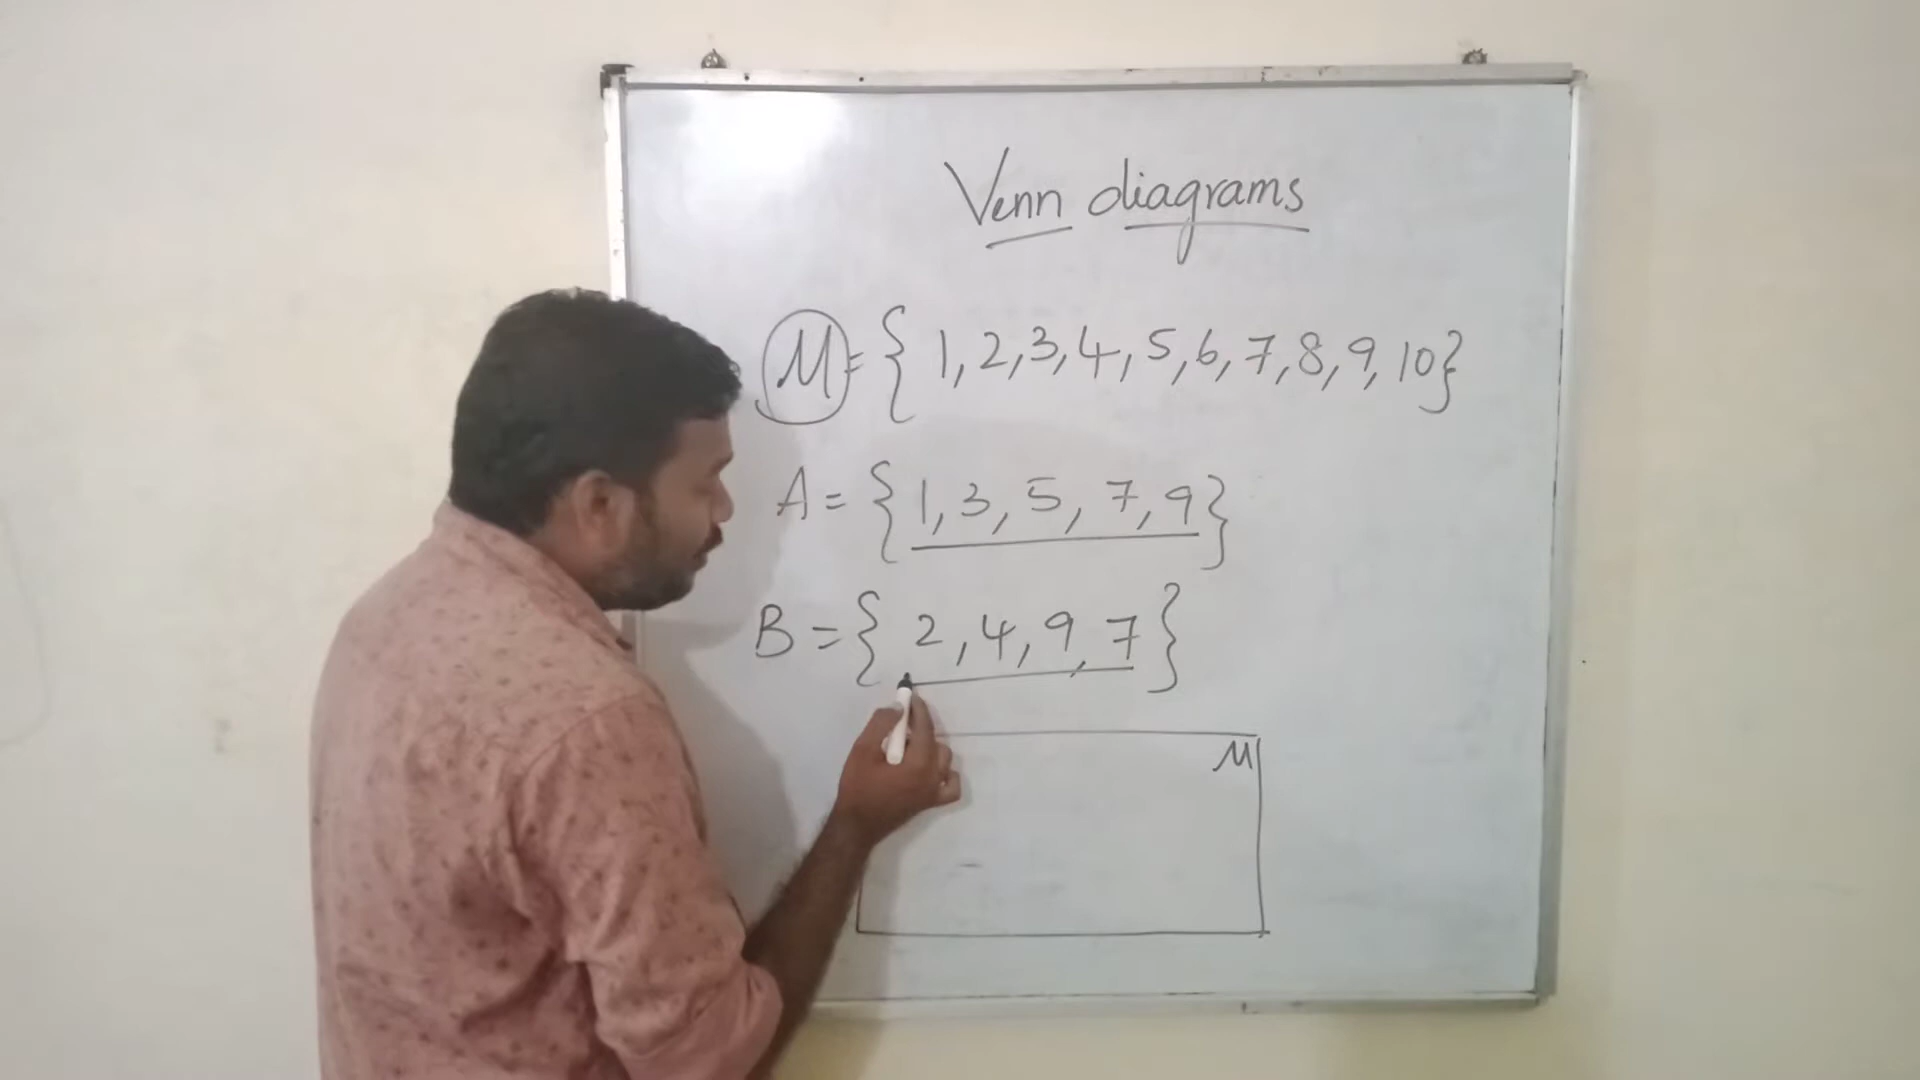 Venn diagrams
μ = { 1, 2, 3, 4, 5, 6, 7, 8, 9, 10 }
A = { 1, 3, 5, 7, 9 }
B = { 2, 4, 9, 7 }
μ